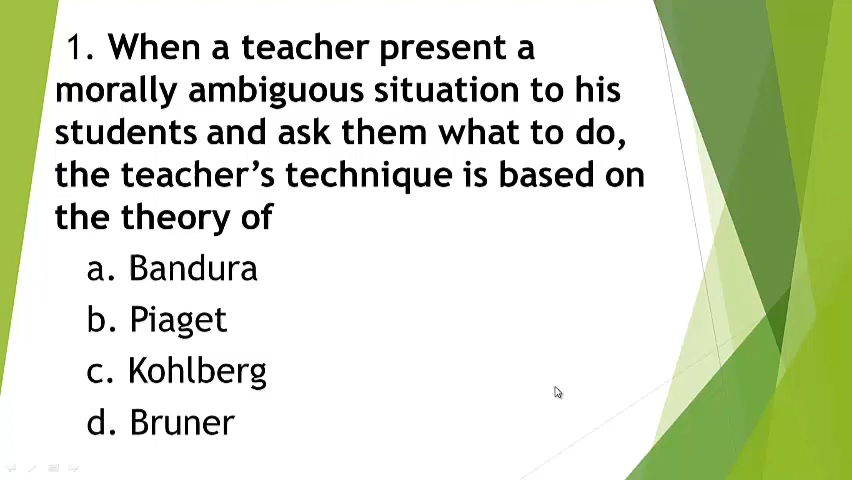 1. When a teacher present a
morally ambiguous situation to his
students and ask them what to do,
the teacher’s technique is based on
the theory of
a. Bandura
b. Piaget
c. Kohlberg
d. Bruner